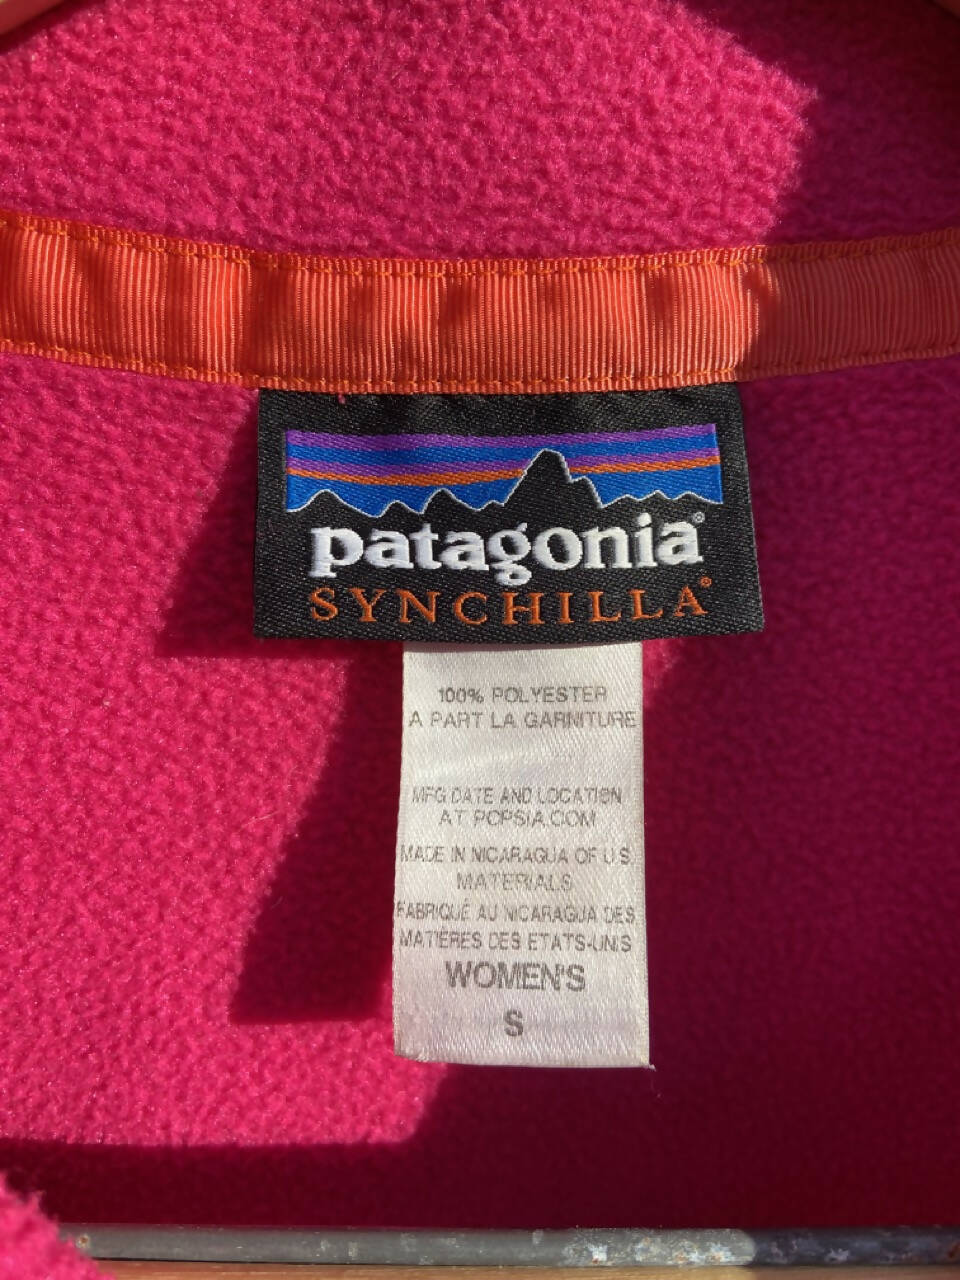 patagonia®
SYNCHILLA®
100% POLYESTER
A PART LA GARNITURE
MFG DATE AND LOCATION
AT PCPSIA.COM
MADE IN NICARAGUA OF U.S.
MATERIALS
FABRIQUÉ AU NICARAGUA DES
MATIERES DES ETATS-UNIS
WOMEN'S
S